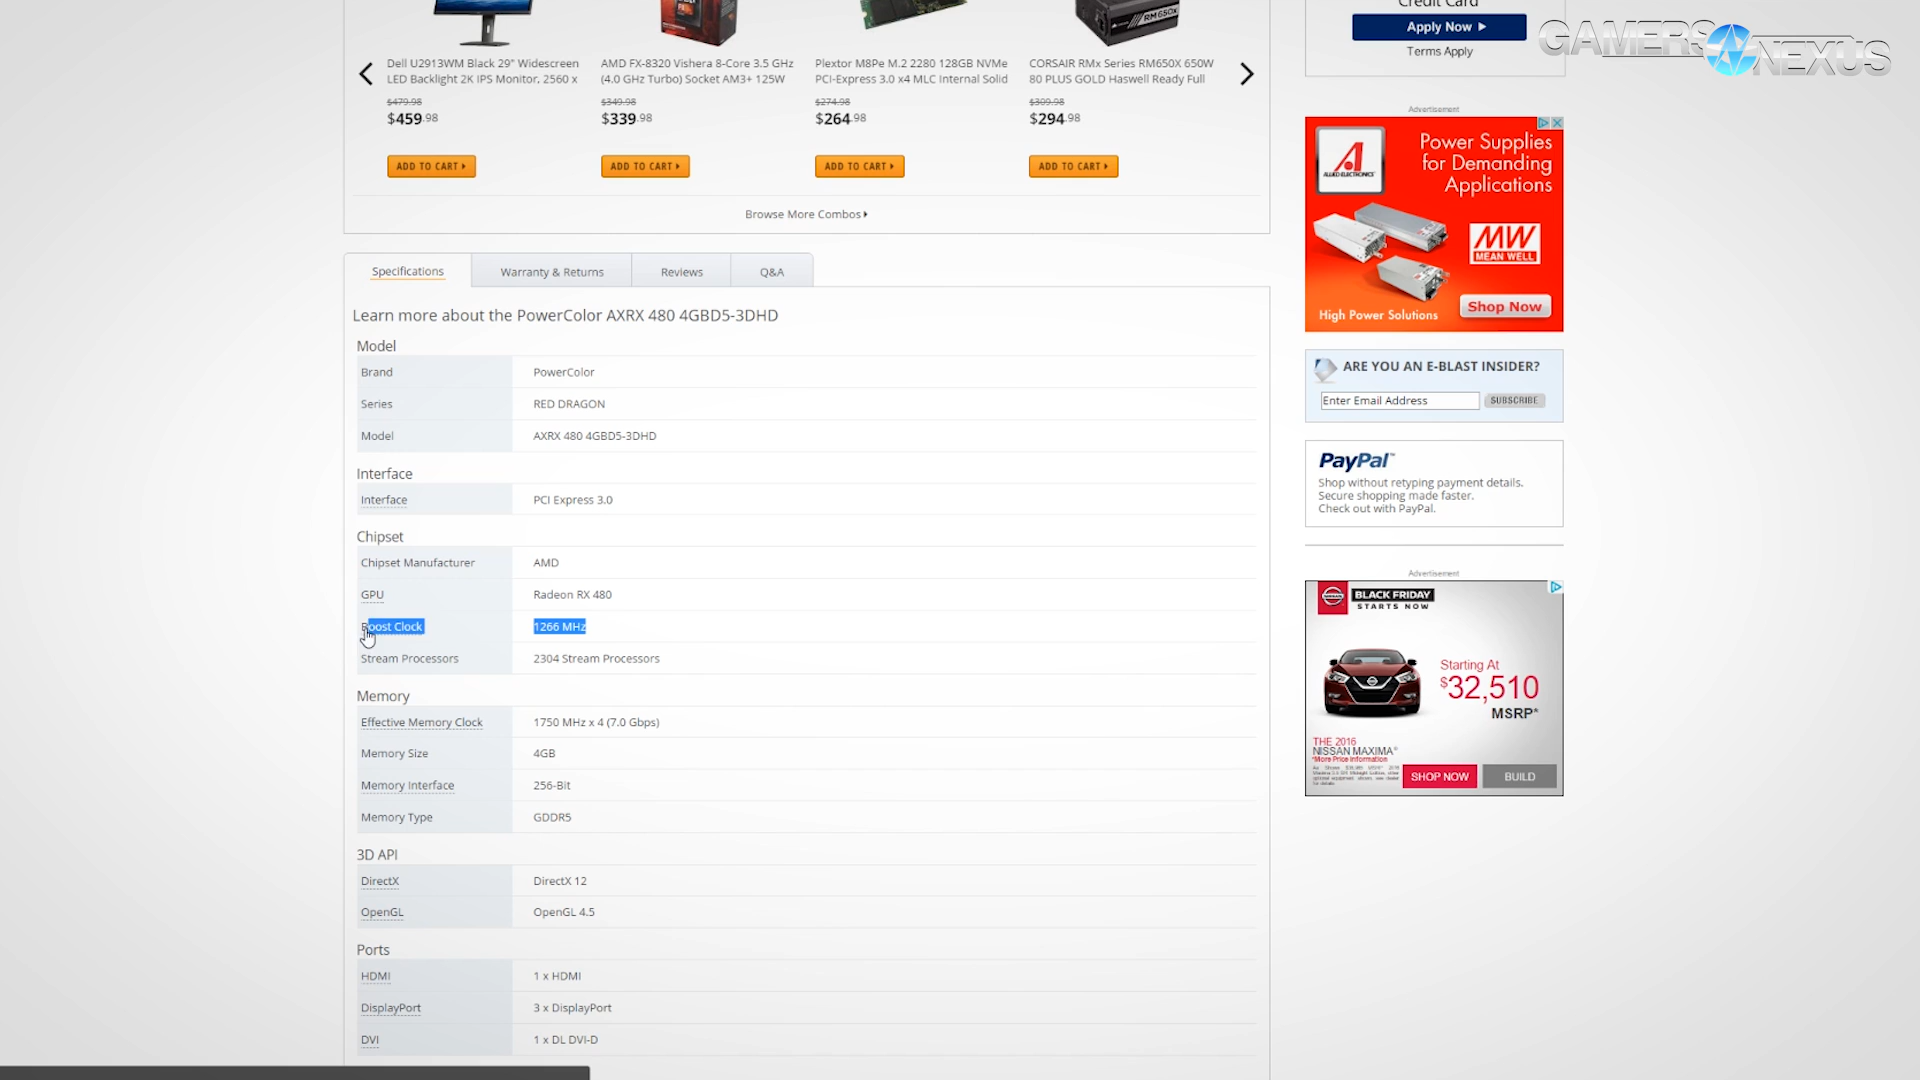 Credit Card
Apply Now
Terms Apply
GAMERS NEXUS
RM650x
Dell U2913WM Black 29" Widescreen
LED Backlight 2K IPS Monitor, 2560 x
$479.98
$459.98
ADD TO CART
AMD FX-8320 Vishera 8-Core 3.5 GHz
(4.0 GHz Turbo) Socket AM3+ 125W
$349.98
$339.98
ADD TO CART
Plextor M8Pe M.2 2280 128GB NVMe
PCI-Express 3.0 x4 MLC Internal Solid
$274.98
$264.98
ADD TO CART
CORSAIR RMx Series RM650X 650W
80 PLUS GOLD Haswell Ready Full
$309.98
$294.98
ADD TO CART
Browse More Combos
Specifications
Warranty & Returns
Reviews
Q&A
Learn more about the PowerColor AXRX 480 4GBD5-3DHD
Model
Brand PowerColor
Series RED DRAGON
Model AXRX 480 4GBD5-3DHD
Interface
Interface PCI Express 3.0
Chipset
Chipset Manufacturer AMD
GPU Radeon RX 480
Boost Clock 1266 MHz
Stream Processors 2304 Stream Processors
Memory
Effective Memory Clock 1750 MHz x 4 (7.0 Gbps)
Memory Size 4GB
Memory Interface 256-Bit
Memory Type GDDR5
3D API
DirectX DirectX 12
OpenGL OpenGL 4.5
Ports
HDMI 1 x HDMI
DisplayPort 3 x DisplayPort
DVI 1 x DL DVI-D
Advertisement
A
ALLIED ELECTRONICS
Power Supplies
for Demanding
Applications
MW
MEAN WELL
High Power Solutions
Shop Now
ARE YOU AN E-BLAST INSIDER?
Enter Email Address
SUBSCRIBE
PayPal™
Shop without retyping payment details.
Secure shopping made faster.
Check out with PayPal.
Advertisement
BLACK FRIDAY
STARTS NOW
Starting At
$32,510
MSRP*
THE 2016
NISSAN MAXIMA®
*More Price Information
SHOP NOW
BUILD